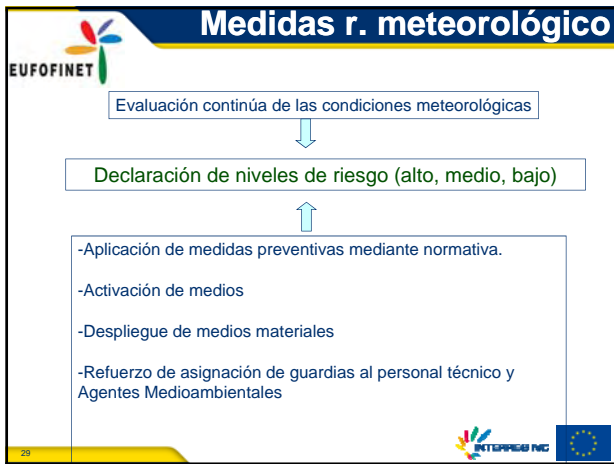 Medidas r. meteorológico
EUFOFINET
Evaluación continúa de las condiciones meteorológicas
Declaración de niveles de riesgo (alto, medio, bajo)
-Aplicación de medidas preventivas mediante normativa.
-Activación de medios
-Despliegue de medios materiales
-Refuerzo de asignación de guardias al personal técnico y
Agentes Medioambientales
29
INTERREG IVC